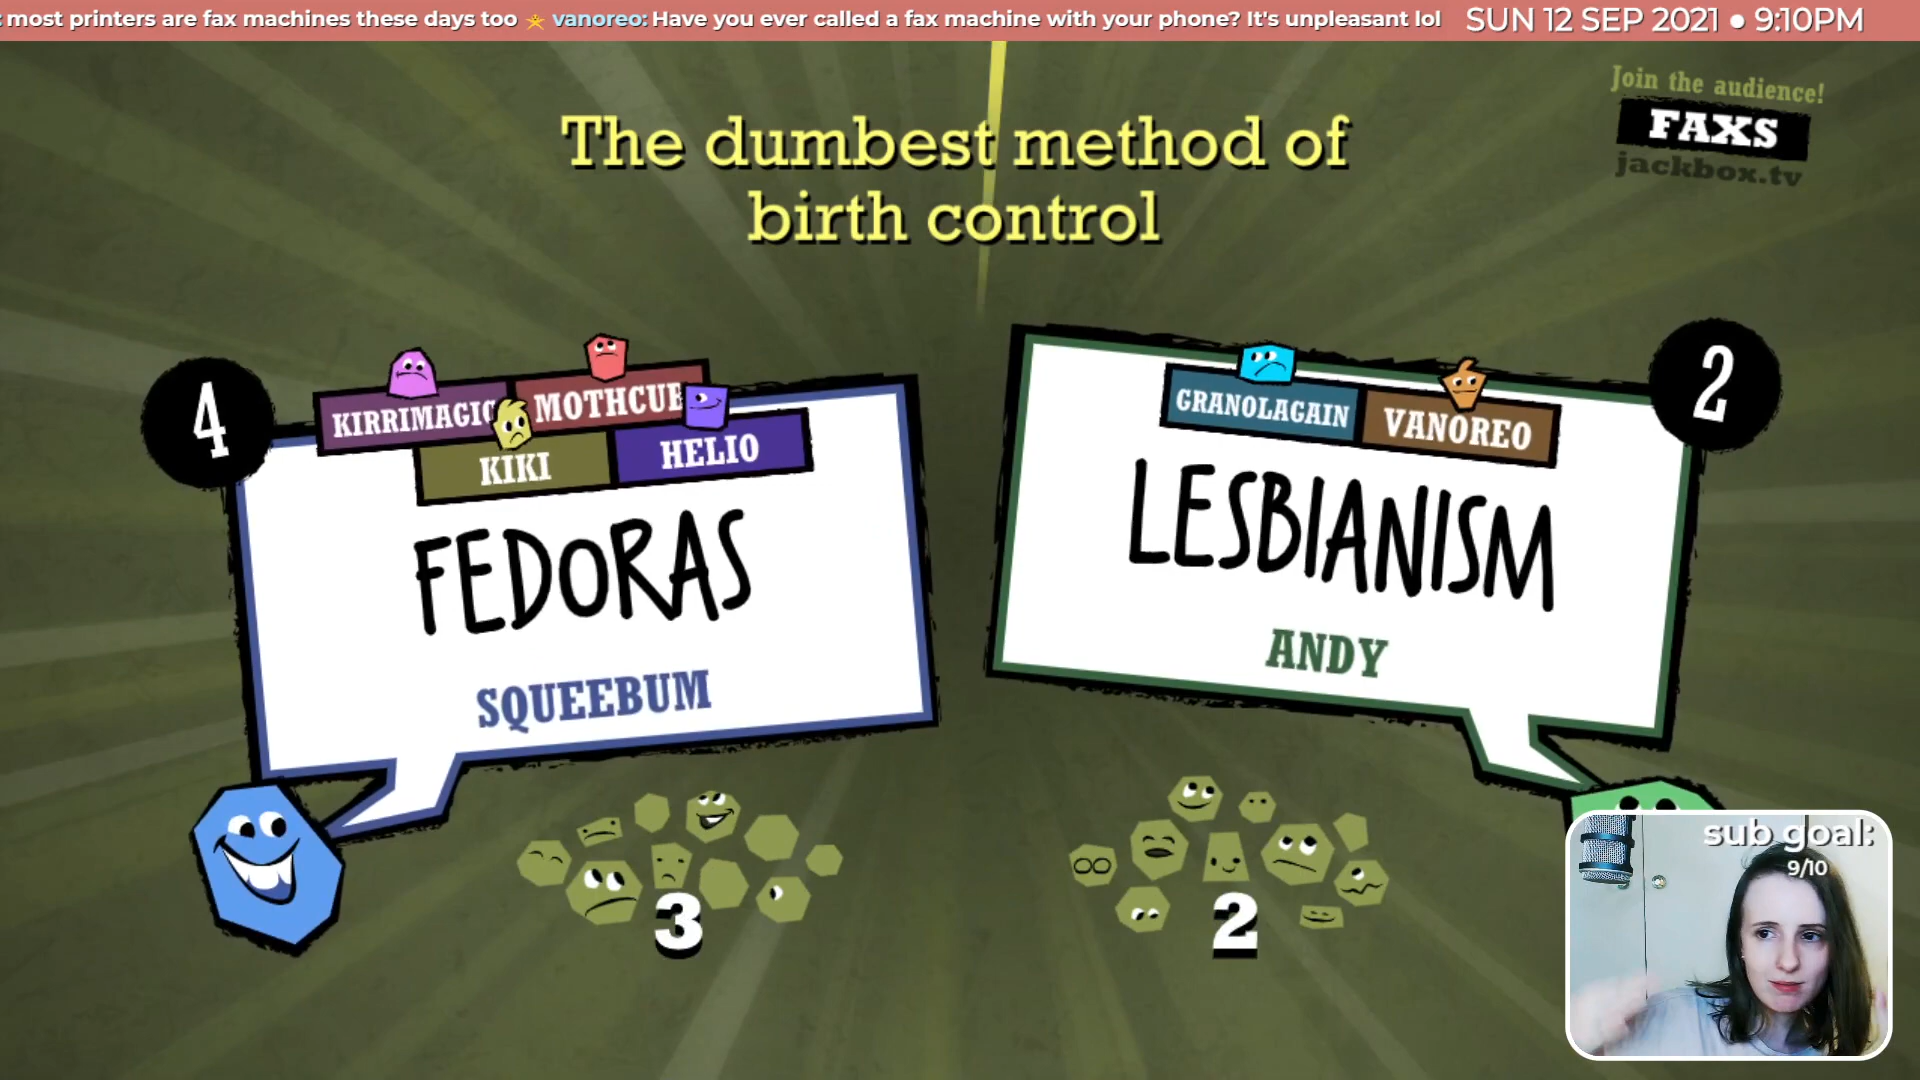 : most printers are fax machines these days too vanoreo: Have you ever called a fax machine with your phone? It's unpleasant lol SUN 12 SEP 2021 • 9:10PM
Join the audience!
FAXS
jackbox.tv
The dumbest method of
birth control
4
KIRRIMAGIC MOTHCUB
KIKI HELIO
FEDORAS
SQUEEBUM
2
GRANOLAGAIN VANOREO
LESBIANISM
ANDY
3
2
sub goal:
9/10